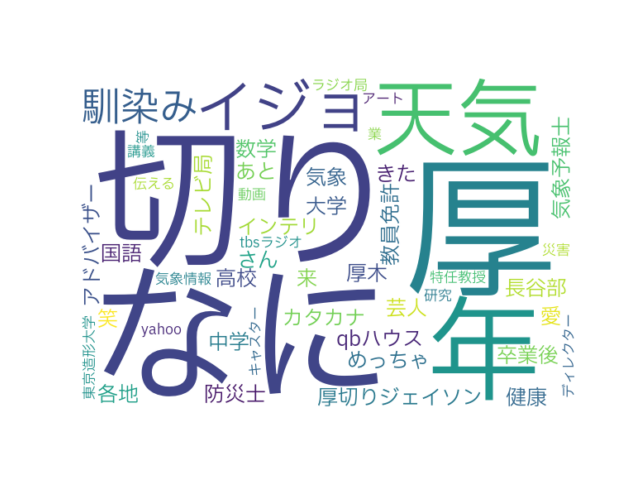 ラジオ局
アート
馴染み
イジョ
天気
業
等
講義
伝える
テレビ局
数学
あと
動画
気象
大学
きた
教員免許
気象予報士
切り
厚
アドバイザー
国語
インテリ
tbsラジオ
さん
気象情報
高校
来
厚木
特任教授
研究
災害
長谷部
笑
yahoo
中学
キャスター
カタカナ
芸人
愛
qbハウス
めっちゃ
年
卒業後
ディレクター
なに
東京造形大学
各地
防災士
厚切りジェイソン
健康